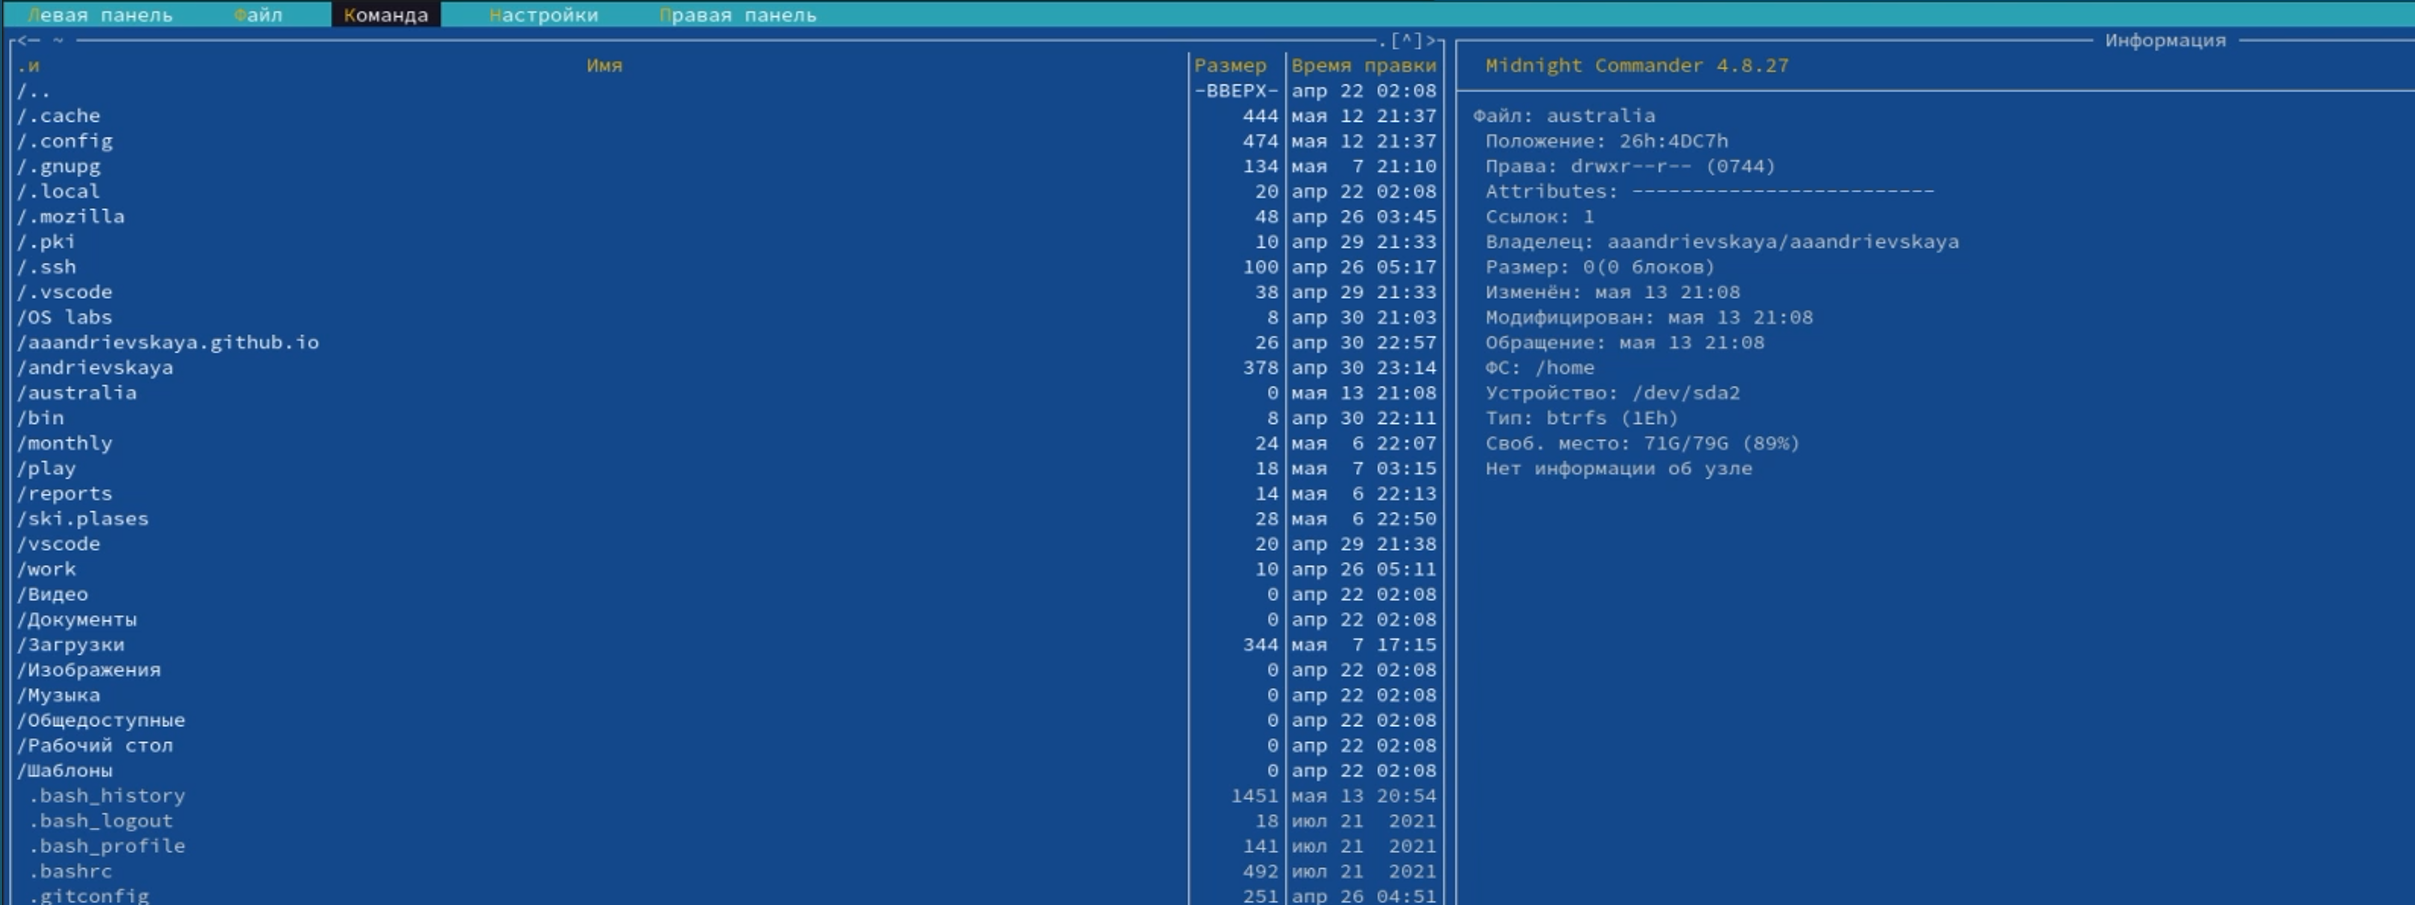 Левая панель Файл Команда Настройки Правая панель
<─ ~ .[^]>
.и Имя Размер Время правки
/.. -ВВЕРХ- апр 22 02:08
/.cache 444 мая 12 21:37
/.config 474 мая 12 21:37
/.gnupg 134 мая 7 21:10
/.local 20 апр 22 02:08
/.mozilla 48 апр 26 03:45
/.pki 10 апр 29 21:33
/.ssh 100 апр 26 05:17
/.vscode 38 апр 29 21:33
/OS labs 8 апр 30 21:03
/aaandrievskaya.github.io 26 апр 30 22:57
/andrievskaya 378 апр 30 23:14
/australia 0 мая 13 21:08
/bin 8 апр 30 22:11
/monthly 24 мая 6 22:07
/play 18 мая 7 03:15
/reports 14 мая 6 22:13
/ski.plases 28 мая 6 22:50
/vscode 20 апр 29 21:38
/work 10 апр 26 05:11
/Видео 0 апр 22 02:08
/Документы 0 апр 22 02:08
/Загрузки 344 мая 7 17:15
/Изображения 0 апр 22 02:08
/Музыка 0 апр 22 02:08
/Общедоступные 0 апр 22 02:08
/Рабочий стол 0 апр 22 02:08
/Шаблоны 0 апр 22 02:08
.bash_history 1451 мая 13 20:54
.bash_logout 18 июл 21 2021
.bash_profile 141 июл 21 2021
.bashrc 492 июл 21 2021
.gitconfig 251 апр 26 04:51
Информация
Midnight Commander 4.8.27
Файл: australia
Положение: 26h:4DC7h
Права: drwxr--r-- (0744)
Attributes: -------------------------
Ссылок: 1
Владелец: aaandrievskaya/aaandrievskaya
Размер: 0(0 блоков)
Изменён: мая 13 21:08
Модифицирован: мая 13 21:08
Обращение: мая 13 21:08
ФС: /home
Устройство: /dev/sda2
Тип: btrfs (1Eh)
Своб. место: 71G/79G (89%)
Нет информации об узле